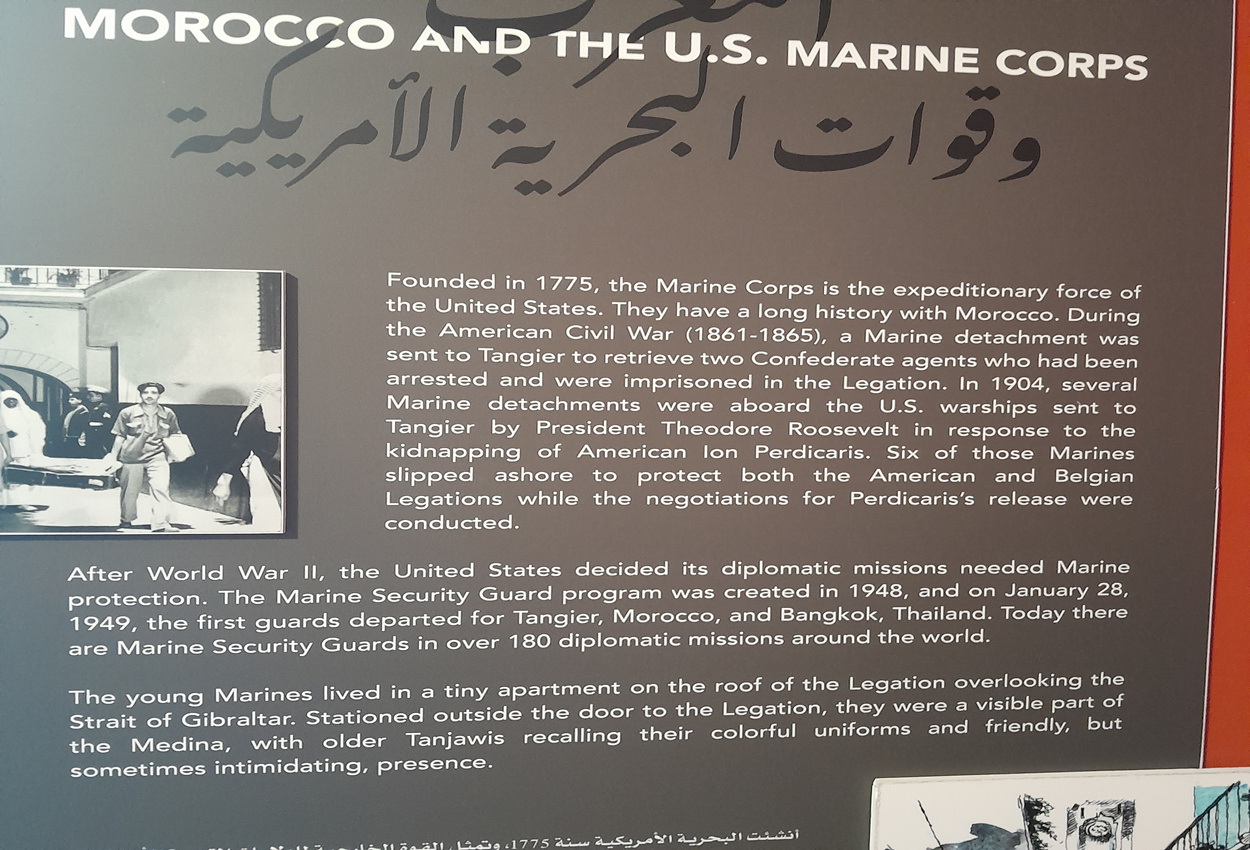 المغرب
MOROCCO AND THE U.S. MARINE CORPS
وقوات البحرية الأمريكية
Founded in 1775, the Marine Corps is the expeditionary force of
the United States. They have a long history with Morocco. During
the American Civil War (1861-1865), a Marine detachment was
sent to Tangier to retrieve two Confederate agents who had been
arrested and were imprisoned in the Legation. In 1904, several
Marine detachments were aboard the U.S. warships sent to
Tangier by President Theodore Roosevelt in response to the
kidnapping of American Ion Perdicaris. Six of those Marines
slipped ashore to protect both the American and Belgian
Legations while the negotiations for Perdicaris's release were
conducted.
After World War II, the United States decided its diplomatic missions needed Marine
protection. The Marine Security Guard program was created in 1948, and on January 28,
1949, the first guards departed for Tangier, Morocco, and Bangkok, Thailand. Today there
are Marine Security Guards in over 180 diplomatic missions around the world.
The young Marines lived in a tiny apartment on the roof of the Legation overlooking the
Strait of Gibraltar. Stationed outside the door to the Legation, they were a visible part of
the Medina, with older Tanjawis recalling their colorful uniforms and friendly, but
sometimes intimidating, presence.
أنشئت البحرية الأمريكية سنة 1775، وتمثل القوة الخارجية